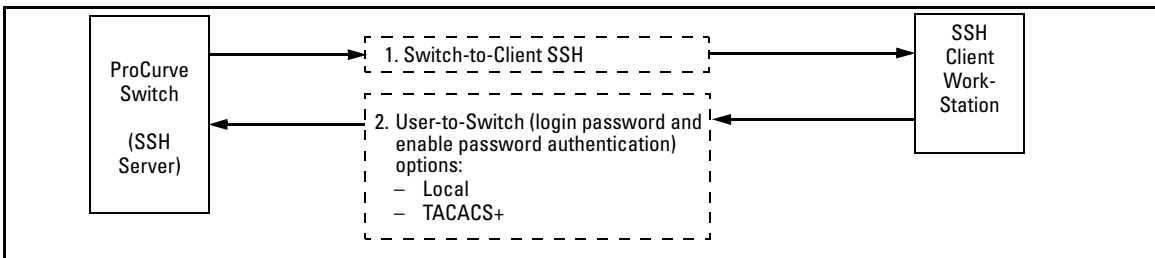 ProCurve
Switch
(SSH
Server)
1. Switch-to-Client SSH
2. User-to-Switch (login password and
enable password authentication)
options:
– Local
– TACACS+
SSH
Client
Work-
Station